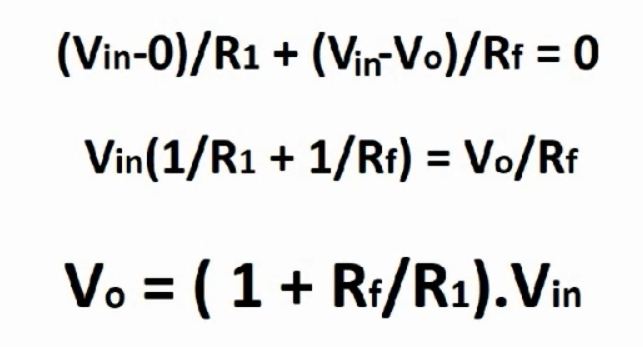 (Vin-0)/R1 + (Vin-Vo)/Rf = 0
Vin(1/R1 + 1/Rf) = Vo/Rf
Vo = ( 1 + Rf/R1).Vin